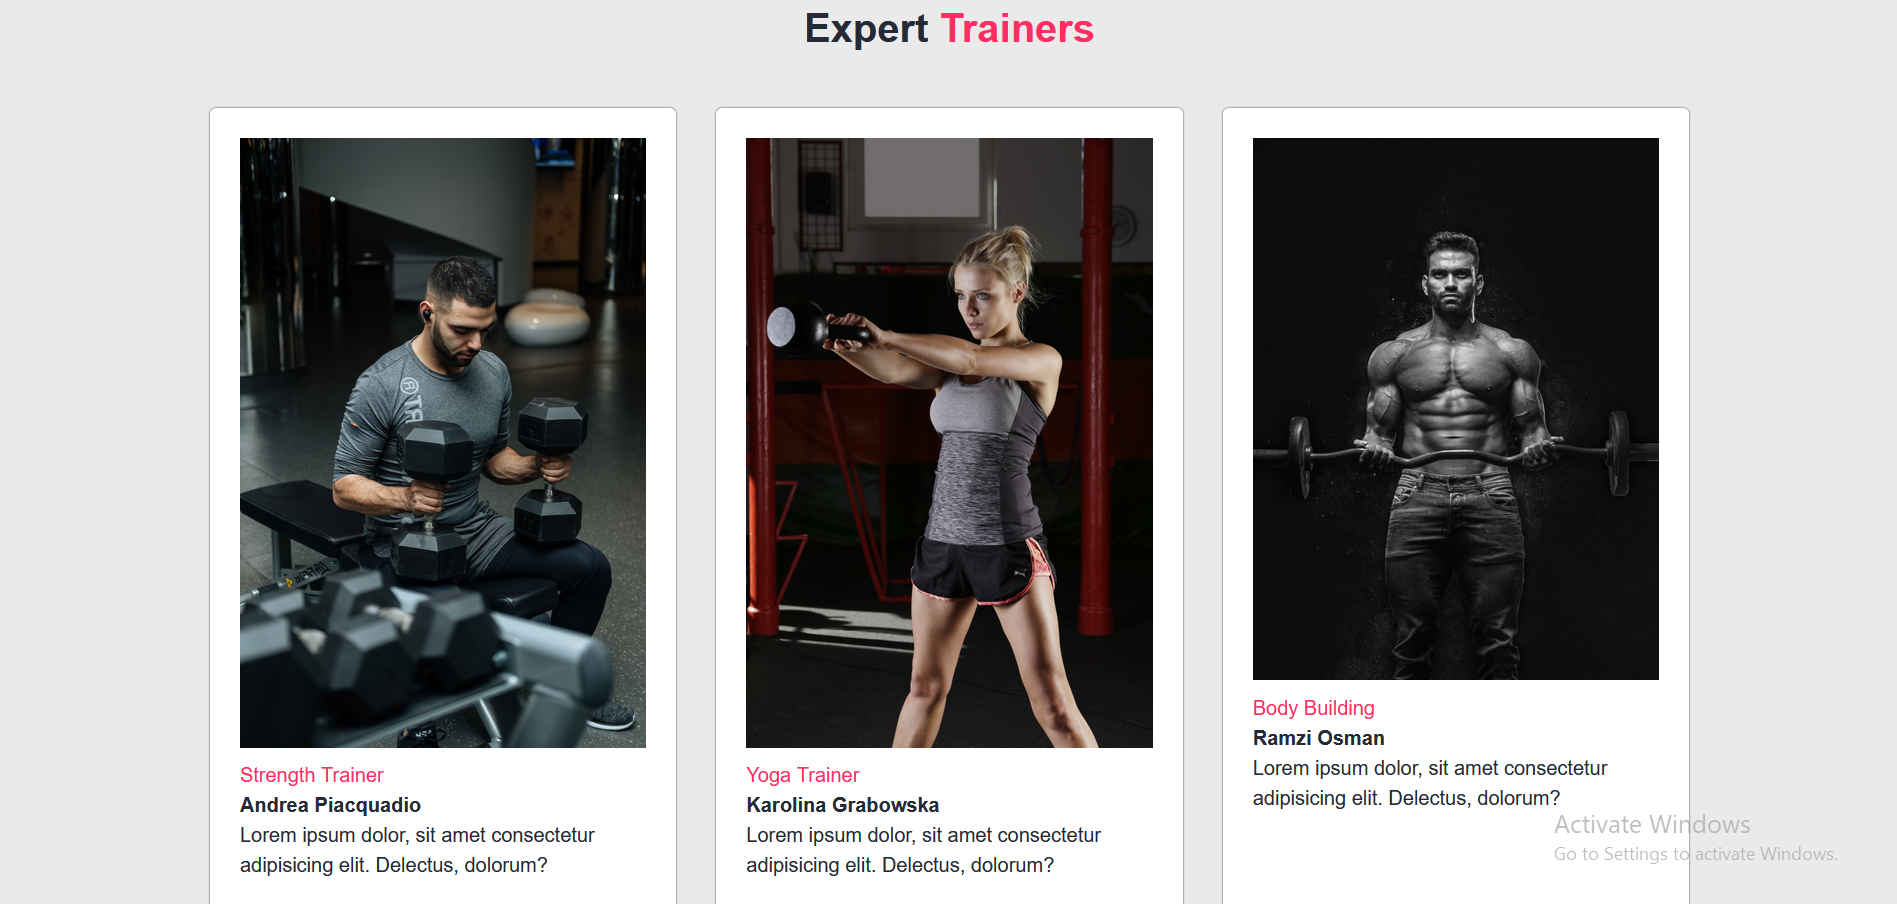 Expert Trainers
Strength Trainer
Andrea Piacquadio
Lorem ipsum dolor, sit amet consectetur
adipisicing elit. Delectus, dolorum?
Yoga Trainer
Karolina Grabowska
Lorem ipsum dolor, sit amet consectetur
adipisicing elit. Delectus, dolorum?
Body Building
Ramzi Osman
Lorem ipsum dolor, sit amet consectetur
adipisicing elit. Delectus, dolorum?
Activate Windows
Go to Settings to activate Windows.